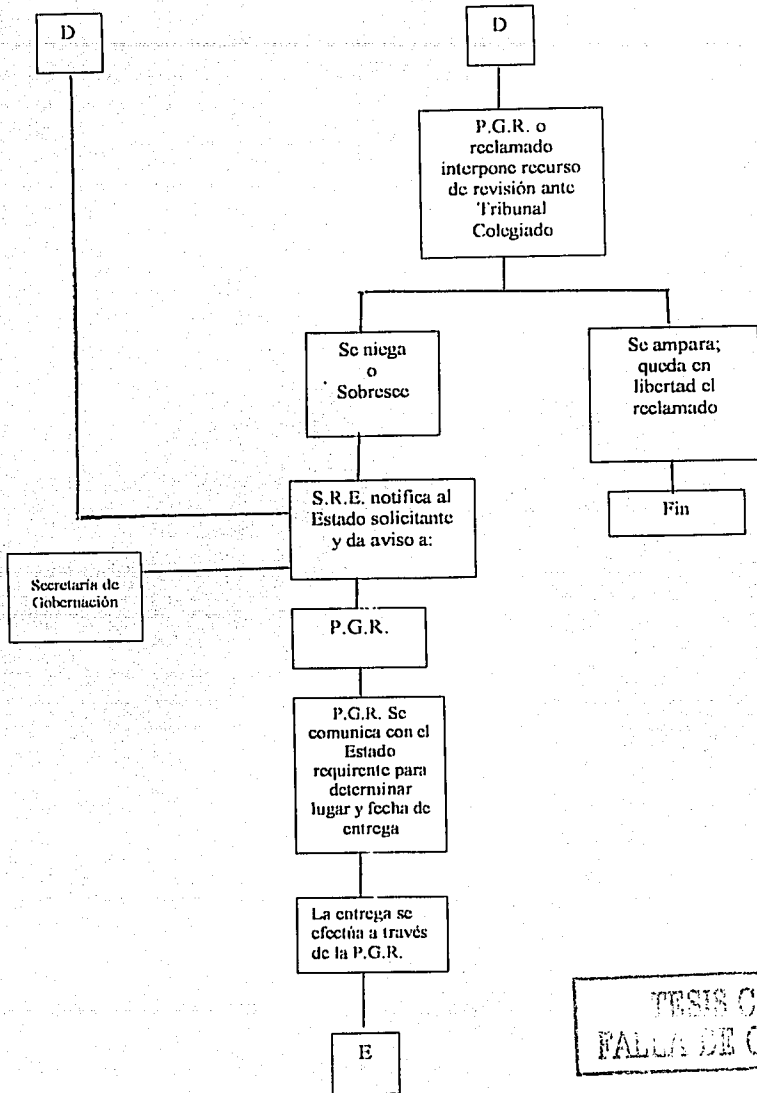 D
D
P.G.R. o
reclamado
interpone recurso
de revisión ante
Tribunal
Colegiado
Se niega
o
Sobresee
Se ampara;
queda en
libertad el
reclamado
Fin
S.R.E. notifica al
Estado solicitante
y da aviso a:
Secretaría de
Gobernación
P.G.R.
P.G.R. Se
comunica con el
Estado
requirente para
determinar
lugar y fecha de
entrega
La entrega se
efectúa a través
de la P.G.R.
E
TESIS C
FALLA DE O